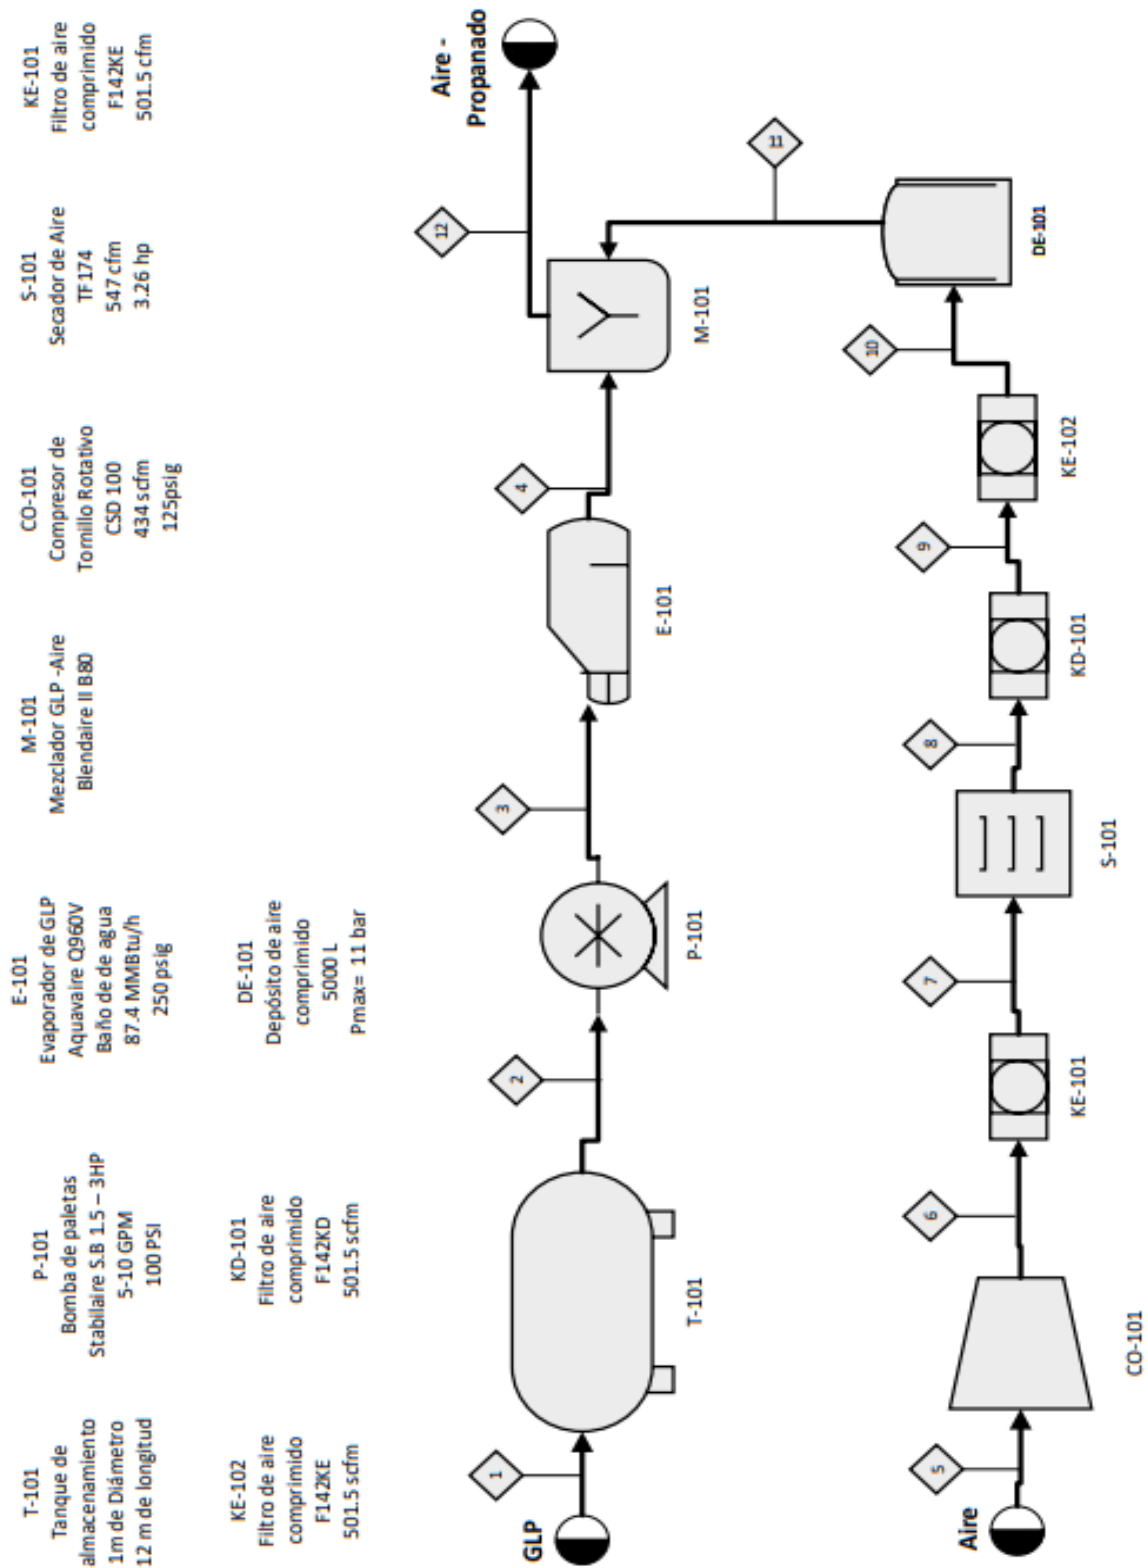 T-101
Tanque de
almacenamiento
1m de Diámetro
12 m de longitud
P-101
Bomba de paletas
Stabilaire S.B 1.5 – 3HP
5-10 GPM
100 PSI
E-101
Evaporador de GLP
Aquavaire Q960V
Baño de de agua
87.4 MMBtu/h
250 psig
M-101
Mezclador GLP -Aire
Blendaire II B80
CO-101
Compresor de
Tornillo Rotativo
CSD 100
434 scfm
125psig
S-101
Secador de Aire
TF174
547 cfm
3.26 hp
KE-101
Filtro de aire
comprimido
F142KE
501.5 cfm
KE-102
Filtro de aire
comprimido
F142KE
501.5 scfm
KD-101
Filtro de aire
comprimido
F142KD
501.5 scfm
DE-101
Depósito de aire
comprimido
5000 L
Pmax= 11 bar
GLP
1
T-101
2
P-101
3
E-101
4
M-101
12
Aire -
Propanado
11
Aire
5
CO-101
6
KE-101
7
S-101
8
KD-101
9
KE-102
10
DE-101